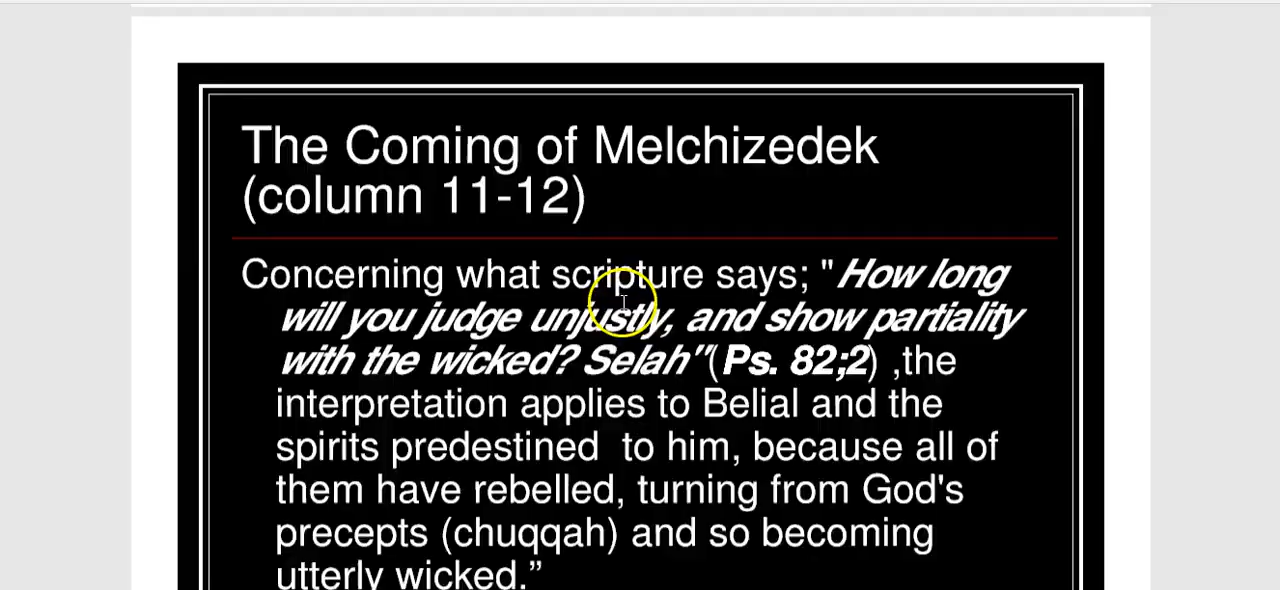 The Coming of Melchizedek
(column 11-12)
Concerning what scripture says; "How long
will you judge unjustly, and show partiality
with the wicked? Selah"(Ps. 82;2) ,the
interpretation applies to Belial and the
spirits predestined  to him, because all of
them have rebelled, turning from God's
precepts (chuqqah) and so becoming
utterly wicked.”